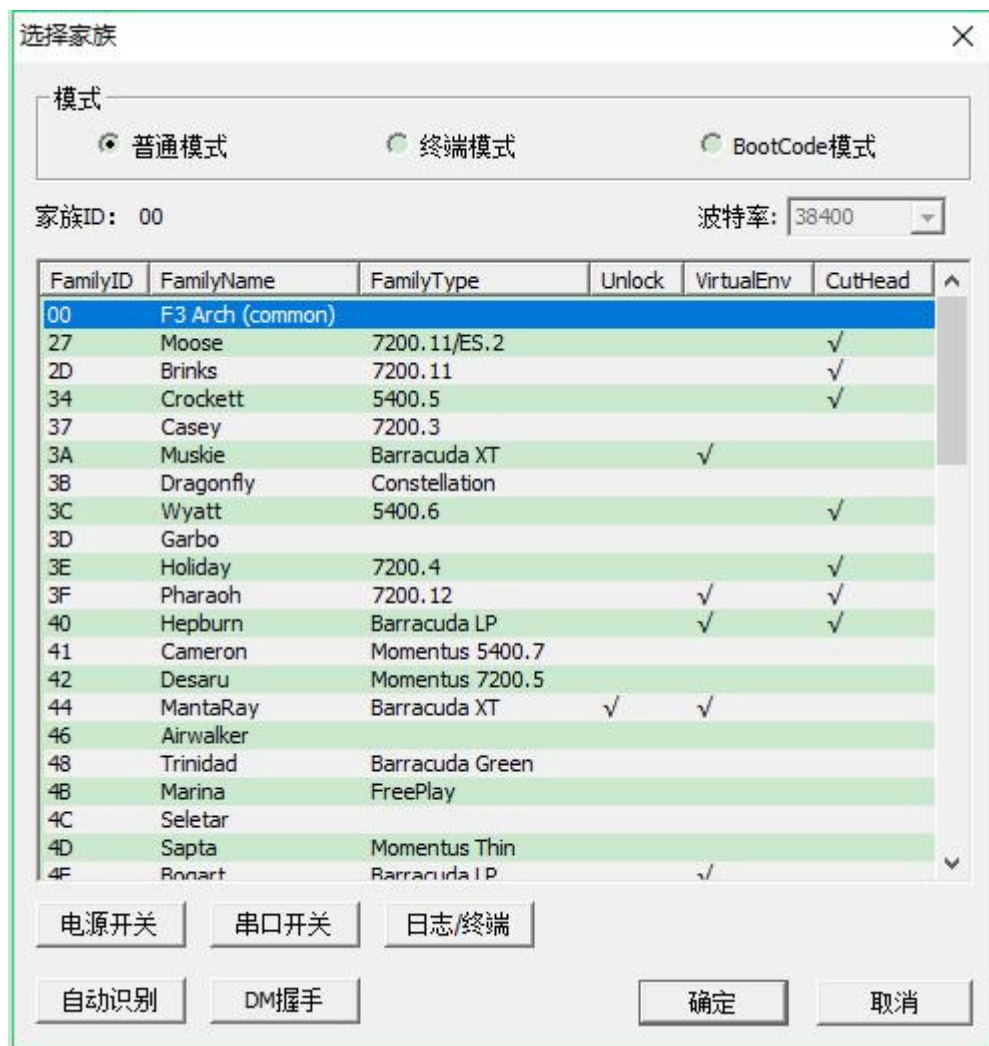 选择家族
模式
普通模式 终端模式 BootCode模式
家族ID: 00 波特率: 38400
FamilyID FamilyName FamilyType Unlock VirtualEnv CutHead
00 F3 Arch (common)
27 Moose 7200.11/ES.2 √
2D Brinks 7200.11 √
34 Crockett 5400.5 √
37 Casey 7200.3
3A Muskie Barracuda XT √
3B Dragonfly Constellation
3C Wyatt 5400.6 √
3D Garbo
3E Holiday 7200.4 √
3F Pharaoh 7200.12 √ √
40 Hepburn Barracuda LP √ √
41 Cameron Momentus 5400.7
42 Desaru Momentus 7200.5
44 MantaRay Barracuda XT √ √
46 Airwalker
48 Trinidad Barracuda Green
4B Marina FreePlay
4C Seletar
4D Sapta Momentus Thin
4E Bogart Barracuda LP √
电源开关 串口开关 日志/终端
自动识别 DM握手 确定 取消